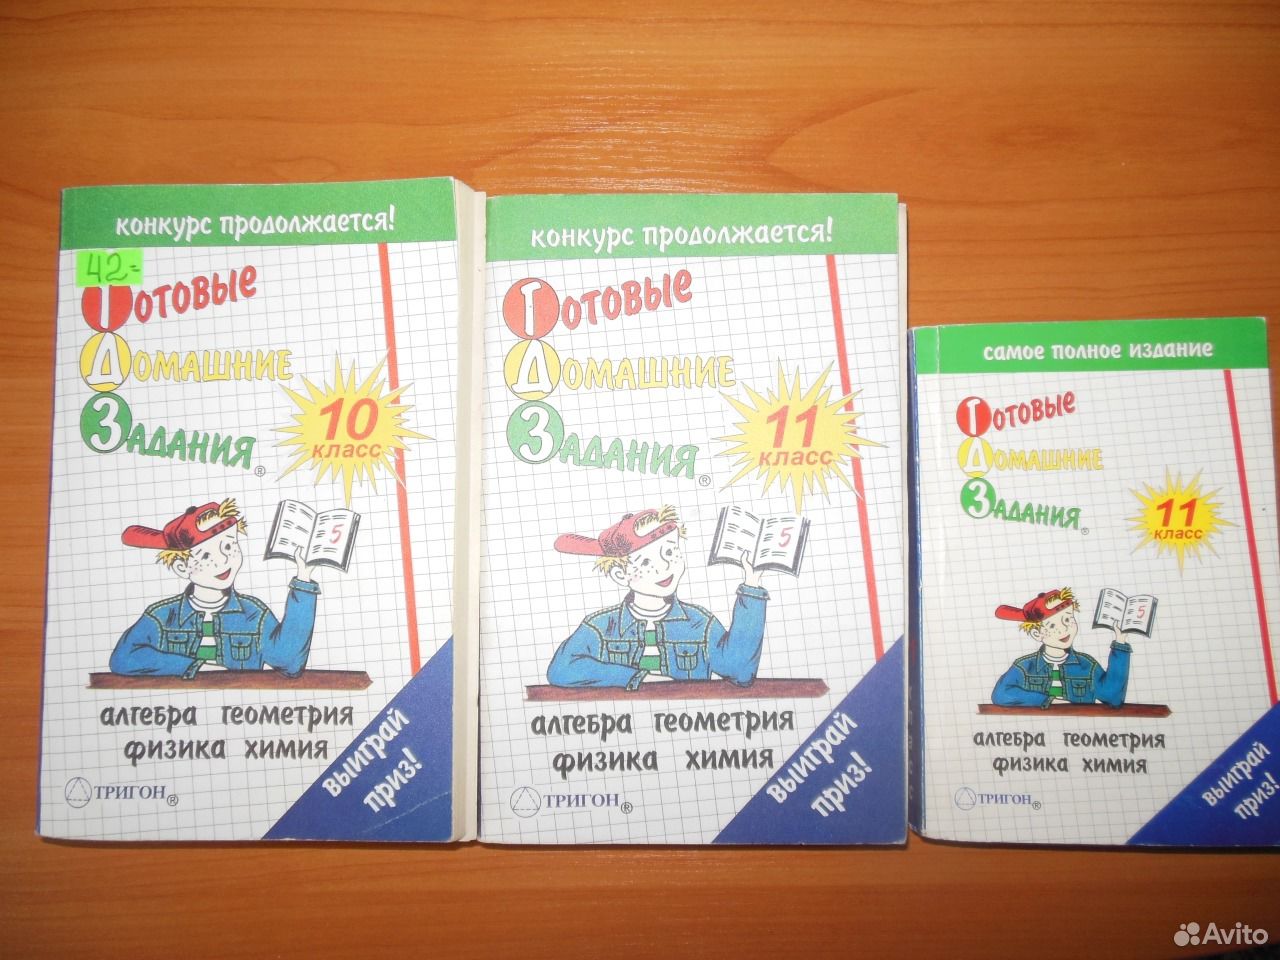 конкурс продолжается!
42-
Готовые
Домашние
Задания®
10
класс
5
алгебра геометрия
физика химия
ТРИГОН®
выиграй
приз!
конкурс продолжается!
Готовые
Домашние
Задания®
11
класс
5
алгебра геометрия
физика химия
ТРИГОН®
выиграй
приз!
самое полное издание
Готовые
Домашние
Задания®
11
класс
5
алгебра геометрия
физика химия
ТРИГОН®
выиграй
приз!
Avito